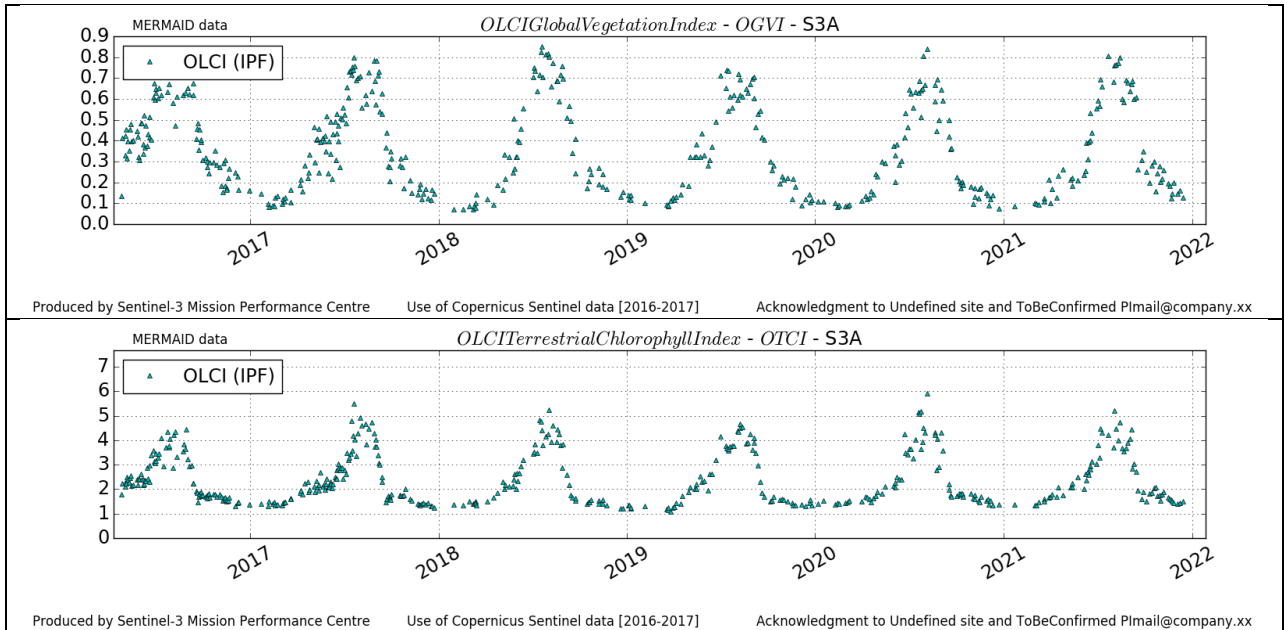 MERMAID data
OLCIGlobalVegetationIndex - OGVI - S3A
0.9
0.8
0.7
0.6
0.5
0.4
0.3
0.2
0.1
0.0
OLCI (IPF)
2017
2018
2019
2020
2021
2022
Produced by Sentinel-3 Mission Performance Centre
Use of Copernicus Sentinel data [2016-2017]
Acknowledgment to Undefined site and ToBeConfirmed PImail@company.xx
MERMAID data
OLCITerrestrialChlorophyllIndex - OTCI - S3A
7
6
5
4
3
2
1
0
OLCI (IPF)
2017
2018
2019
2020
2021
2022
Produced by Sentinel-3 Mission Performance Centre
Use of Copernicus Sentinel data [2016-2017]
Acknowledgment to Undefined site and ToBeConfirmed PImail@company.xx